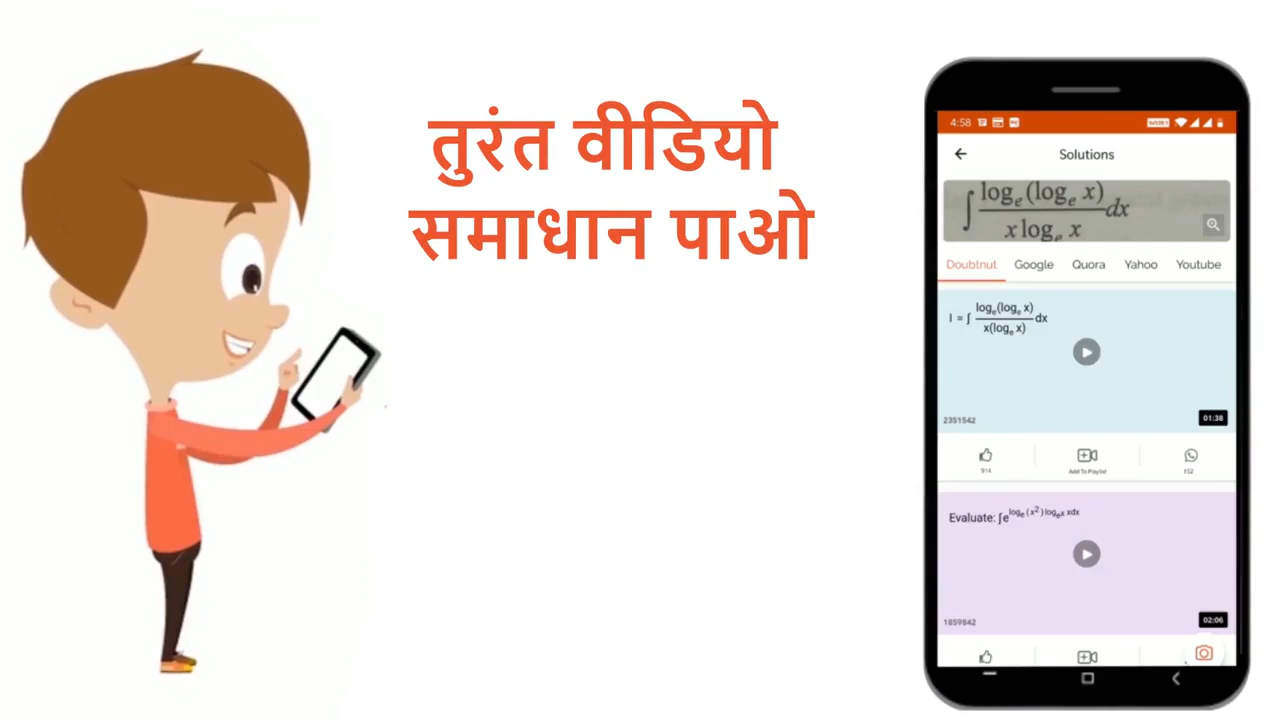 तुरंत वीडियो
समाधान पाओ
4:58
Solutions
∫ logₑ(logₑ x) / x logₑ x dx
Doubtnut Google Quora Yahoo Youtube
I = ∫ logₑ(logₑ x) / x(logₑ x) dx
2351542
01:38
914
Add To Playlist
152
Evaluate: ∫e^logₑ(x²) logₑx xdx
1859842
02:06